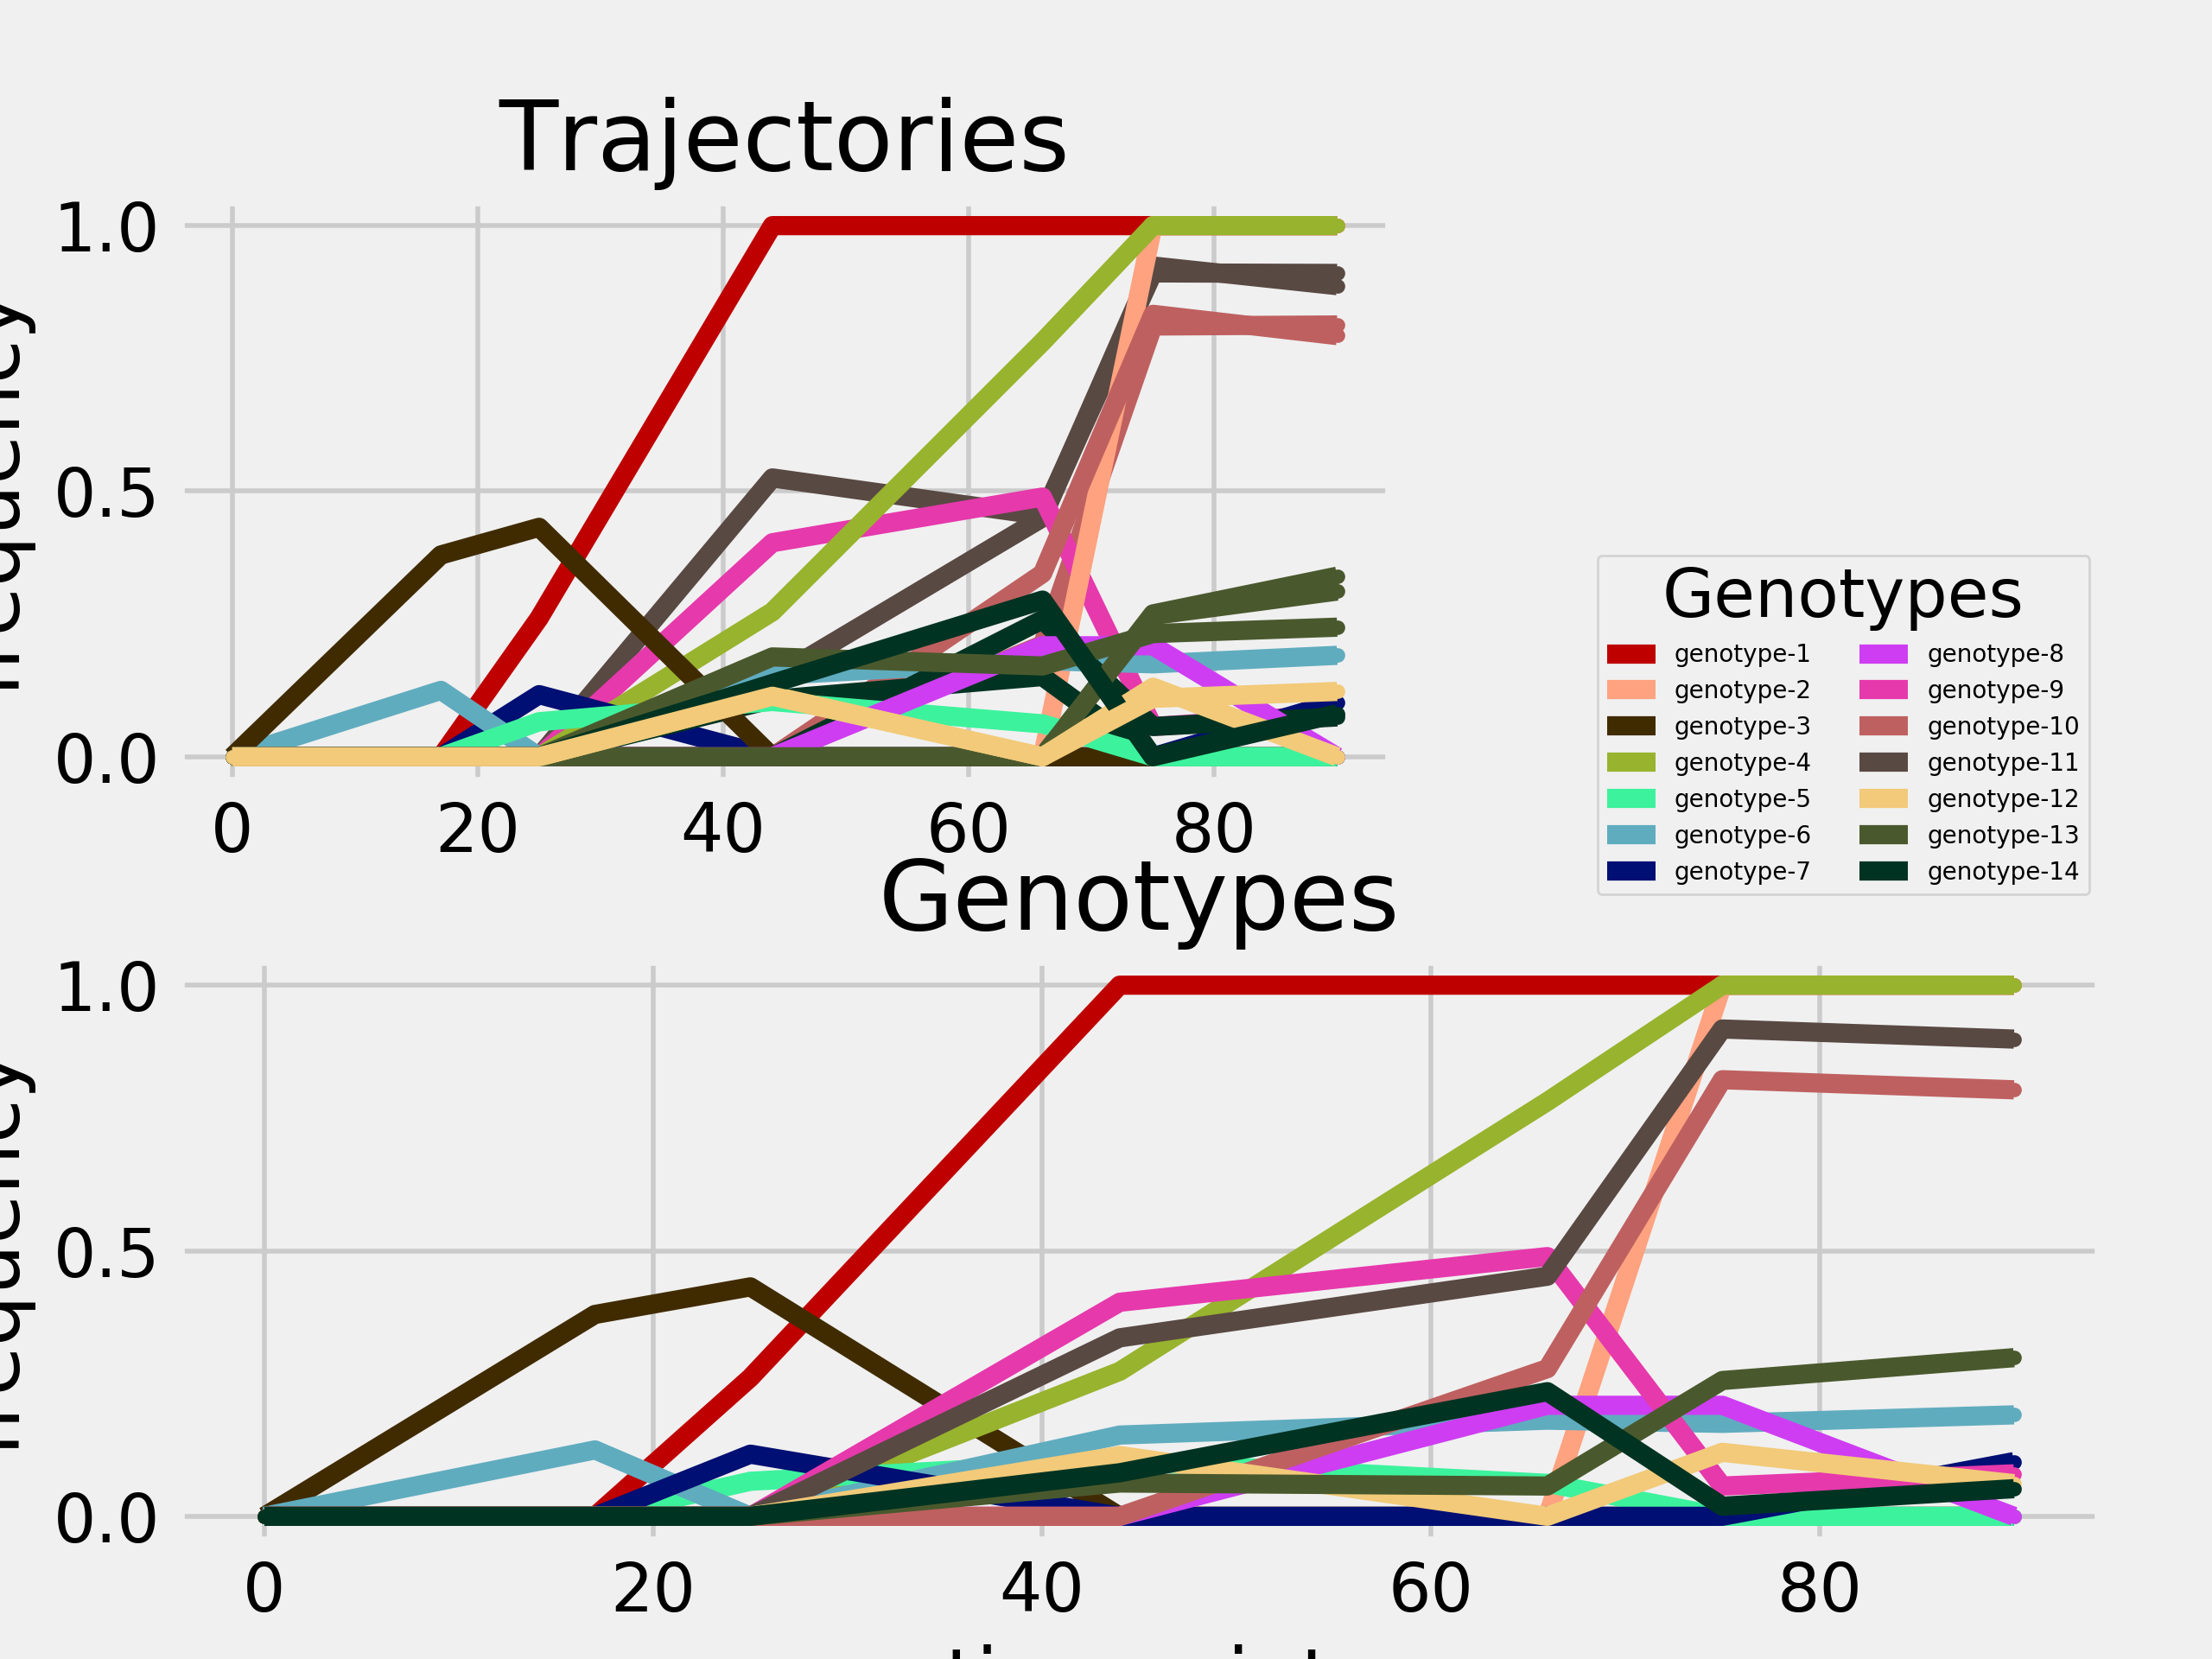 Trajectories
1.0
0.5
0.0
0 20 40 60 80
Genotypes
genotype-1 genotype-8
genotype-2 genotype-9
genotype-3 genotype-10
genotype-4 genotype-11
genotype-5 genotype-12
genotype-6 genotype-13
genotype-7 genotype-14
Genotypes
1.0
0.5
0.0
0 20 40 60 80